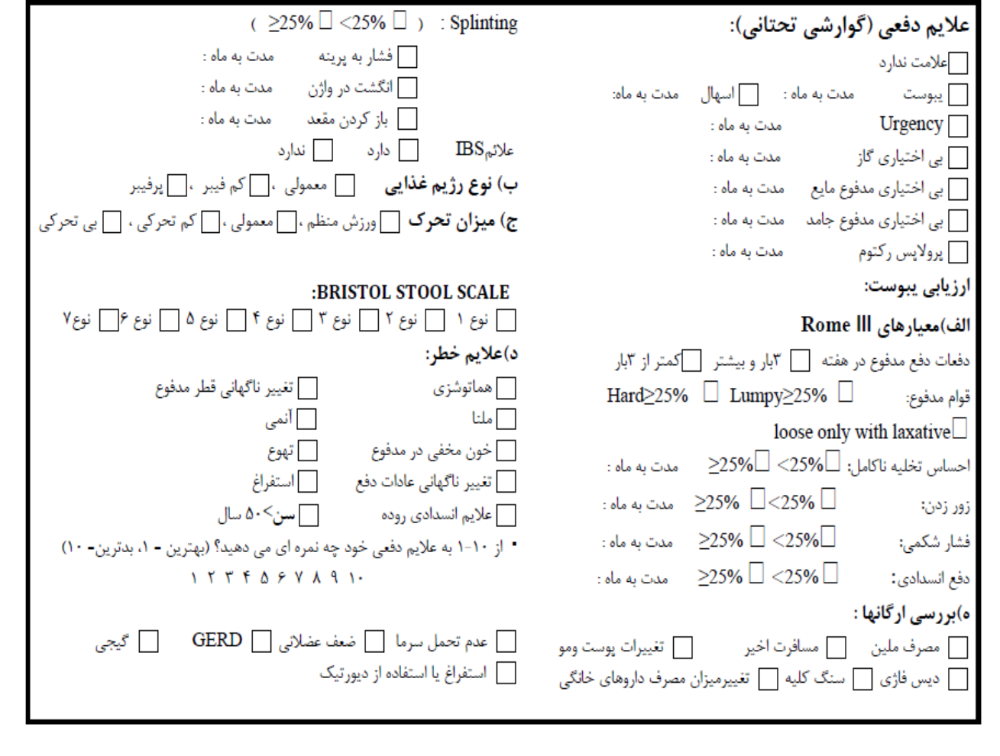 علایم دفعی (گوارشی تحتانی):
□علامت ندارد
□ یبوست مدت به ماه : □ اسهال مدت به ماه:
□ Urgency مدت به ماه :
□ بی اختیاری گاز مدت به ماه :
□ بی اختیاری مدفوع مایع مدت به ماه :
□ بی اختیاری مدفوع جامد مدت به ماه :
□ پرولاپس رکتوم مدت به ماه :
ارزیابی یبوست:
الف)معیارهای Rome III
دفعات دفع مدفوع در هفته □ ۳بار و بیشتر □کمتر از ۳بار
قوام مدفوع: □ Lumpy≥25% □ Hard≥25%
□loose only with laxative
احساس تخلیه ناکامل: □<25% □≥25% مدت به ماه :
زور زدن: □ <25% □ ≥25% مدت به ماه :
فشار شکمی: □<25% □ ≥25% مدت به ماه :
دفع انسدادی: □ <25% □ ≥25% مدت به ماه :
Splinting : ( □ <25% □ ≥25% )
□ فشار به پرینه مدت به ماه :
□ انگشت در واژن مدت به ماه :
□ باز کردن مقعد مدت به ماه :
علائمIBS □ دارد □ ندارد
ب) نوع رژیم غذایی □ معمولی ، □ کم فیبر ، □ پرفیبر
ج) میزان تحرک □ ورزش منظم ، □ معمولی ، □ کم تحرکی ، □ بی تحرکی
BRISTOL STOOL SCALE:
□ نوع ۱ □ نوع ۲ □ نوع ۳ □ نوع ۴ □ نوع ۵ □ نوع ۶ □ نوع۷
د)علایم خطر:
□ هماتوشزی □ تغییر ناگهانی قطر مدفوع
□ ملنا □ آنمی
□ خون مخفی در مدفوع □ تهوع
□ تغییر ناگهانی عادات دفع □ استفراغ
□ علایم انسدادی روده □ سن>۵۰ سال
▪ از ۱۰-۱ به علایم دفعی خود چه نمره ای می دهید؟ (بهترین - ۱، بدترین- ۱۰)
۱ ۲ ۳ ۴ ۵ ۶ ۷ ۸ ۹ ۱۰
ه)بررسی ارگانها :
□ مصرف ملین □ مسافرت اخیر □ تغییرات پوست ومو □ عدم تحمل سرما □ ضعف عضلانی □ GERD □ گیجی
□ دیس فاژی □ سنگ کلیه □ تغییرمیزان مصرف داروهای خانگی □ استفراغ یا استفاده از دیورتیک